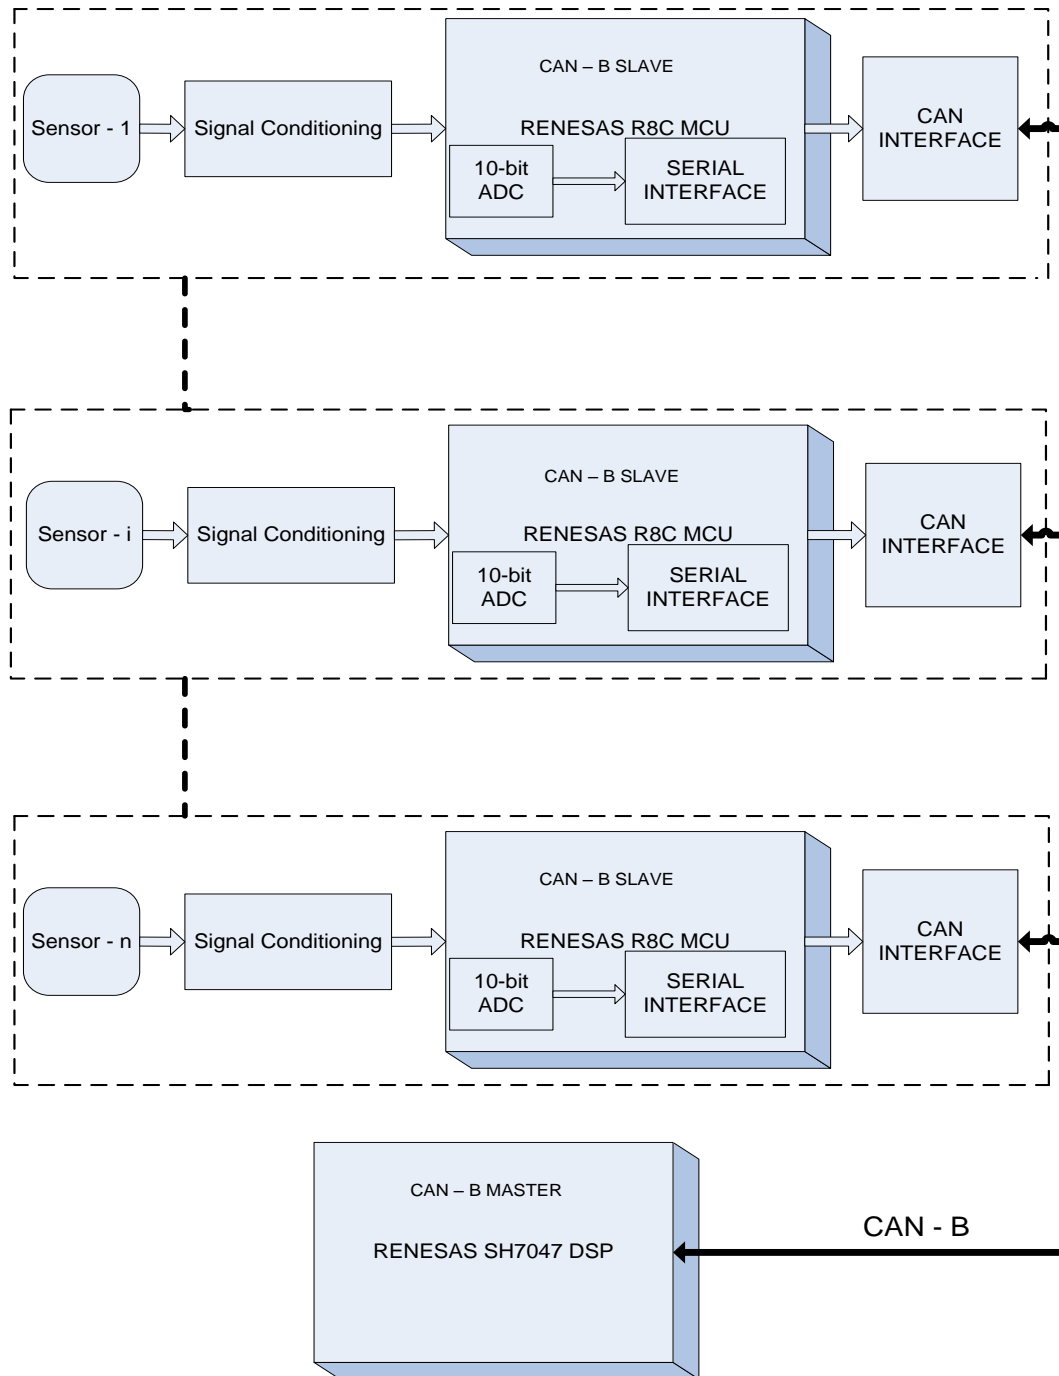 CAN – B SLAVE
Sensor - 1
Signal Conditioning
RENESAS R8C MCU
CAN
INTERFACE
10-bit
ADC
SERIAL
INTERFACE
CAN – B SLAVE
Sensor - i
Signal Conditioning
RENESAS R8C MCU
CAN
INTERFACE
10-bit
ADC
SERIAL
INTERFACE
CAN – B SLAVE
Sensor - n
Signal Conditioning
RENESAS R8C MCU
CAN
INTERFACE
10-bit
ADC
SERIAL
INTERFACE
CAN – B MASTER
RENESAS SH7047 DSP
CAN - B